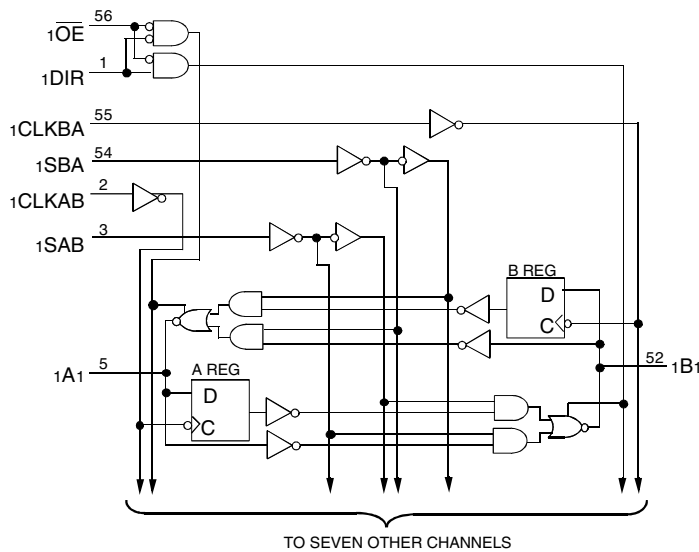 56
1OE
1
1DIR
55
1CLKBA
54
1SBA
2
1CLKAB
3
1SAB
B REG
D
C
5
1A1
52
1B1
A REG
D
C
TO SEVEN OTHER CHANNELS